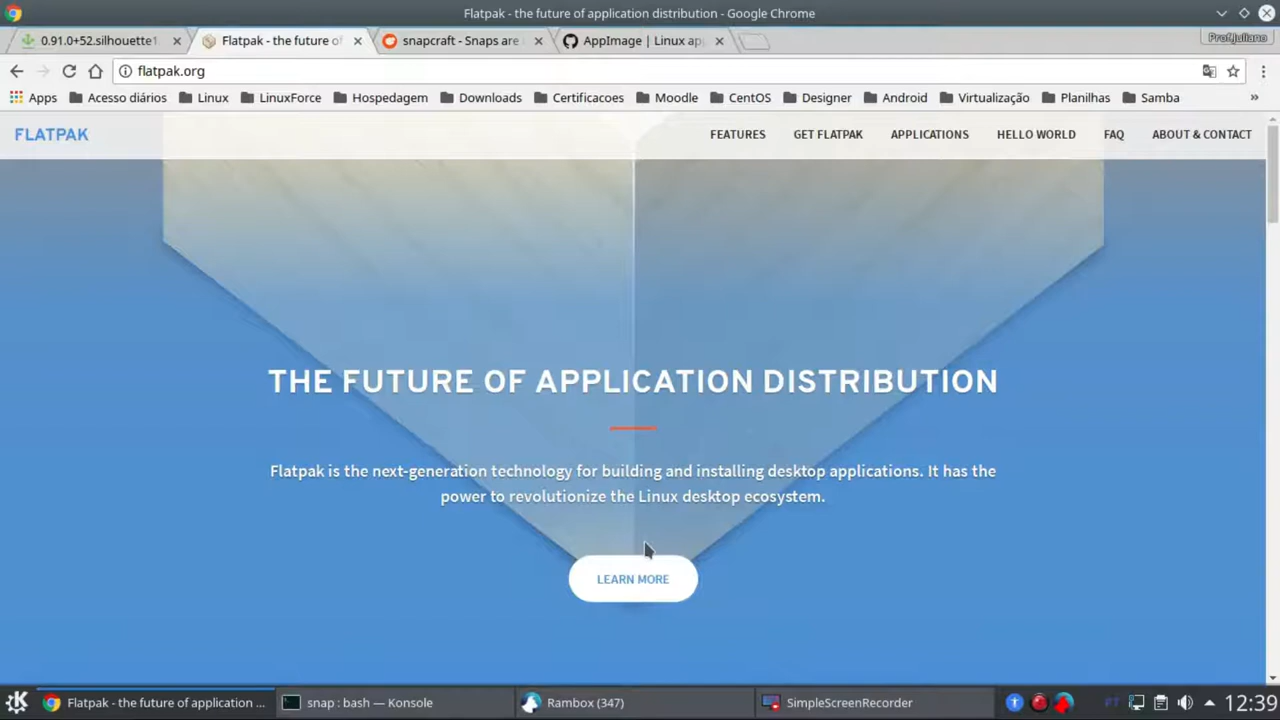 Flatpak - the future of application distribution - Google Chrome
0.91.0+52.silhouette1
Flatpak - the future of
snapcraft - Snaps are
AppImage | Linux ap
Prof.Juliano
flatpak.org
Apps
Acesso diários
Linux
LinuxForce
Hospedagem
Downloads
Certificacoes
Moodle
CentOS
Designer
Android
Virtualização
Planilhas
Samba
»
FLATPAK
FEATURES
GET FLATPAK
APPLICATIONS
HELLO WORLD
FAQ
ABOUT & CONTACT
THE FUTURE OF APPLICATION DISTRIBUTION
Flatpak is the next-generation technology for building and installing desktop applications. It has the
power to revolutionize the Linux desktop ecosystem.
LEARN MORE
Flatpak - the future of application ...
snap : bash — Konsole
Rambox (347)
SimpleScreenRecorder
PT
12:39